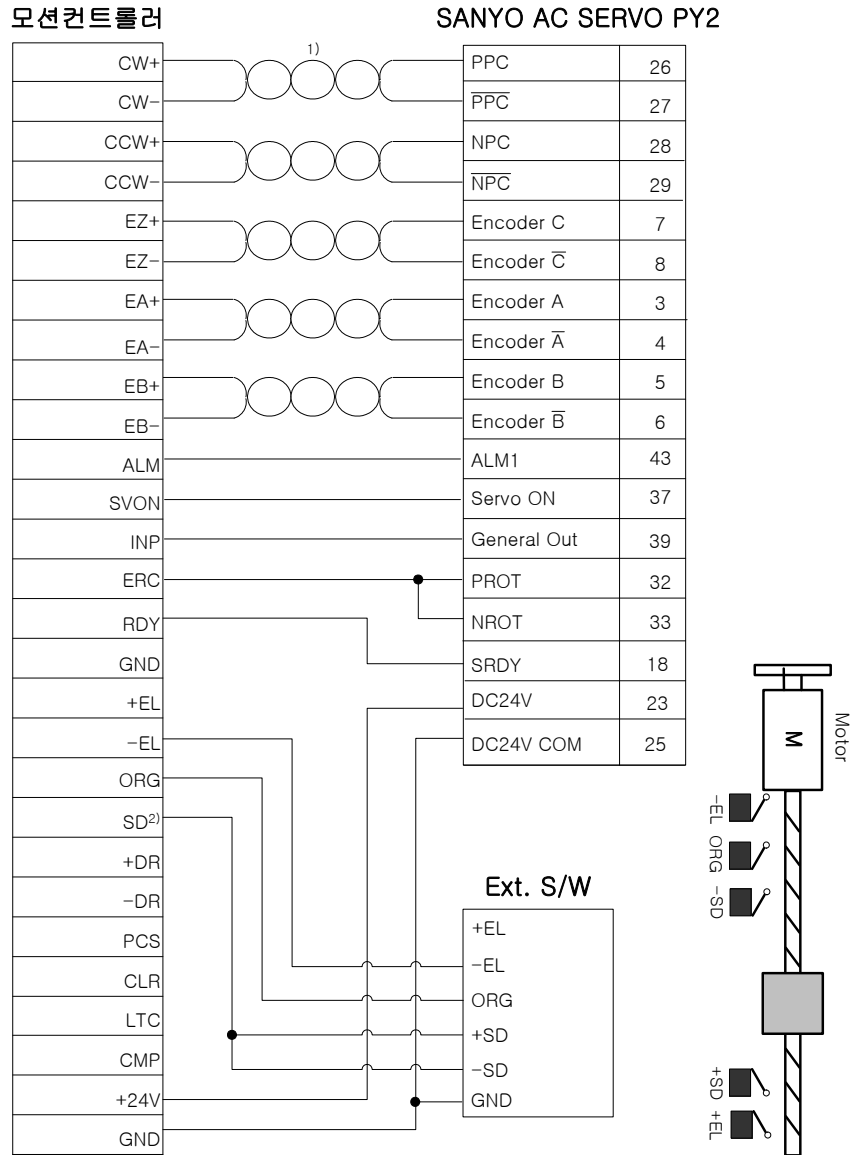 모션컨트롤러
SANYO AC SERVO PY2
1)
CW+ PPC 26
CW- P̅P̅C̅ 27
CCW+ NPC 28
CCW- N̅P̅C̅ 29
EZ+ Encoder C 7
EZ- Encoder C̅ 8
EA+ Encoder A 3
EA- Encoder A̅ 4
EB+ Encoder B 5
EB- Encoder B̅ 6
ALM ALM1 43
SVON Servo ON 37
INP General Out 39
ERC PROT 32
RDY NROT 33
GND SRDY 18
+EL DC24V 23
-EL DC24V COM 25
ORG
SD2)
+DR
-DR
PCS
CLR
LTC
CMP
+24V
GND
Ext. S/W
+EL
-EL
ORG
+SD
-SD
GND
Motor
M
-EL
ORG
-SD
+SD
+EL